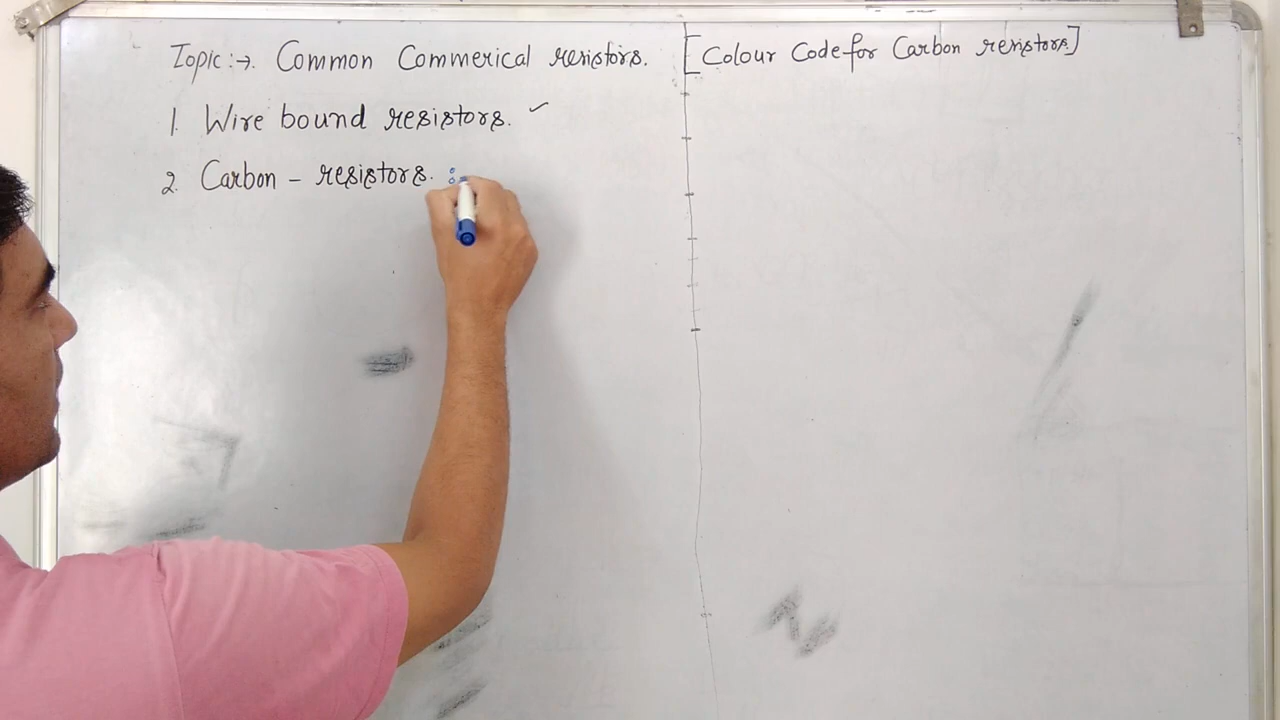 Topic:→. Common Commerical resistors. [Colour Code for Carbon resistors.]
1. Wire bound resistors. ✓
2. Carbon - resistors. :